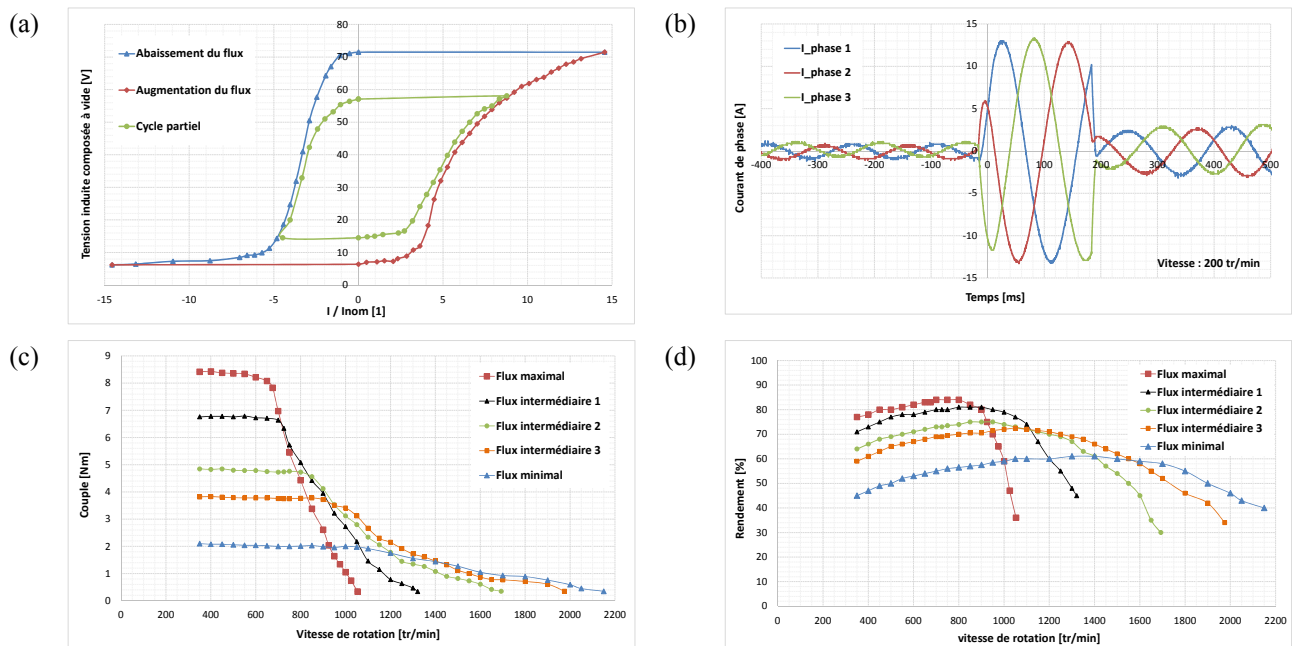 (a)
Tension induite composée à vide [V]
80
70
60
50
40
30
20
10
0
-15
-10
-5
0
5
10
15
I / Inom [1]
Abaissement du flux
Augmentation du flux
Cycle partiel
(b)
Courant de phase [A]
15
10
5
0
-5
-10
-15
-400
-300
-200
-100
0
100
200
300
400
500
Temps [ms]
I_phase 1
I_phase 2
I_phase 3
Vitesse : 200 tr/min
(c)
Couple [Nm]
9
8
7
6
5
4
3
2
1
0
0
200
400
600
800
1000
1200
1400
1600
1800
2000
2200
Vitesse de rotation [tr/min]
Flux maximal
Flux intermédiaire 1
Flux intermédiaire 2
Flux intermédiaire 3
Flux minimal
(d)
Rendement [%]
100
90
80
70
60
50
40
30
20
10
0
0
200
400
600
800
1000
1200
1400
1600
1800
2000
2200
vitesse de rotation [tr/min]
Flux maximal
Flux intermédiaire 1
Flux intermédiaire 2
Flux intermédiaire 3
Flux minimal